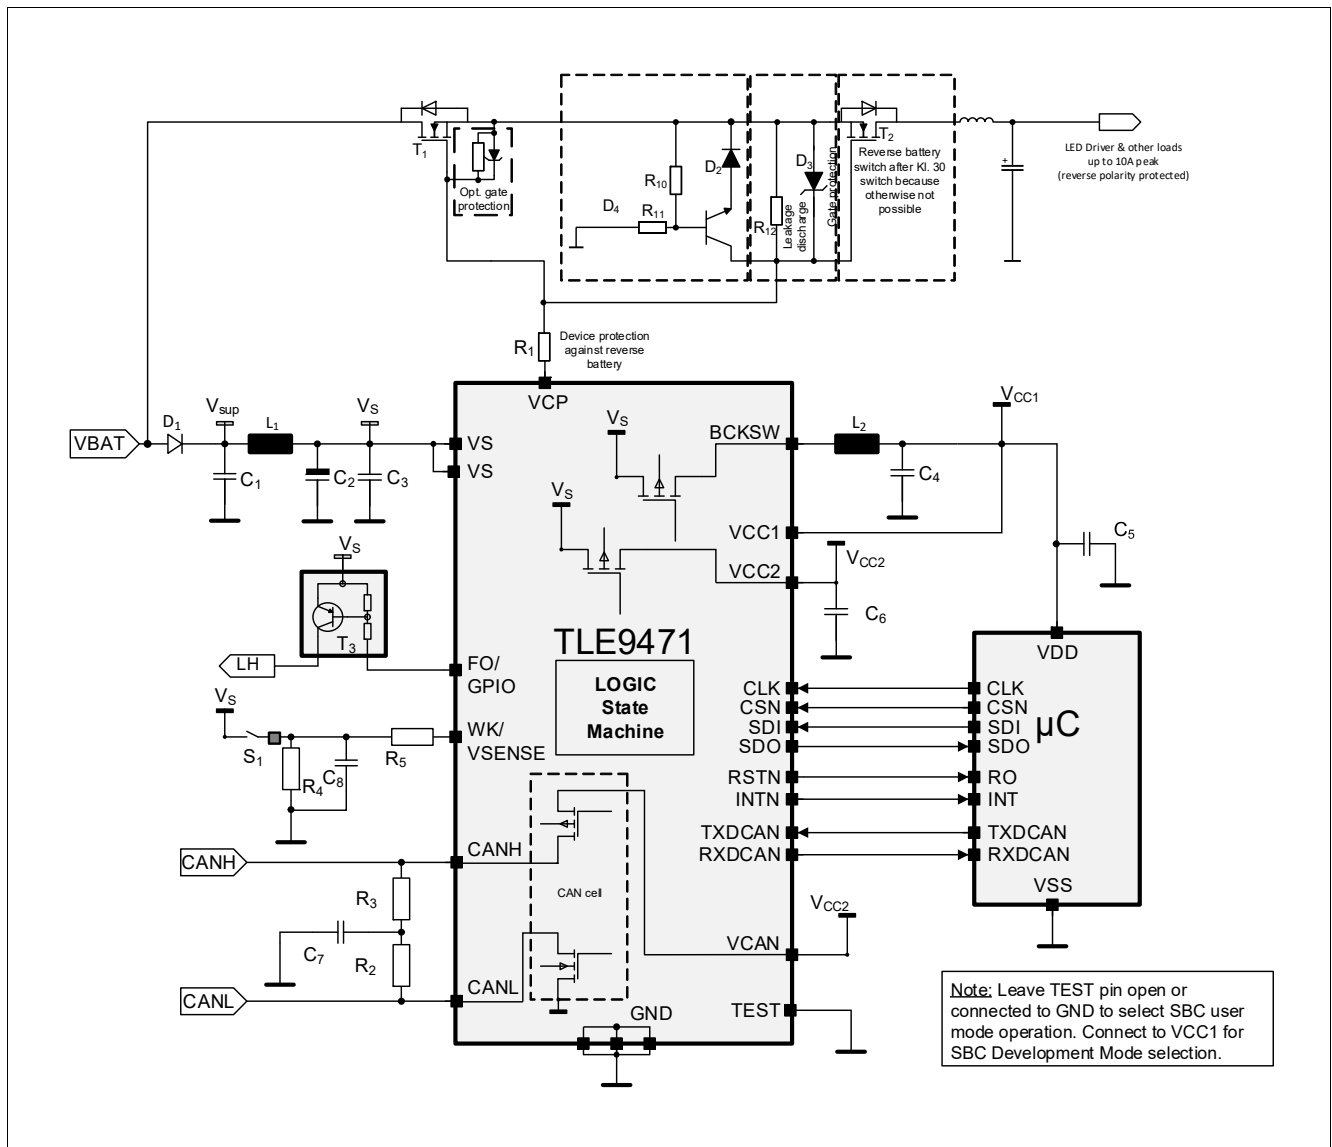 T1
Opt. gate
protection
D4
R11
R10
D2
R12
Leakage
discharge
D3
Gate protection
T2
Reverse battery
switch after Kl. 30
switch because
otherwise not
possible
+
LED Driver & other loads
up to 10A peak
(reverse polarity protected)
R1
Device protection
against reverse
battery
VCP
VBAT
D1
Vsup
L1
VS
C1
C2
C3
VS
VS
VS
VS
BCKSW
L2
VCC1
C4
VCC1
VCC2
VCC2
C5
C6
VS
T3
LH
FO/
GPIO
TLE9471
LOGIC
State
Machine
VS
S1
R4
C8
R5
WK/
VSENSE
CLK
CSN
SDI
SDO
RSTN
INTN
TXDCAN
RXDCAN
VDD
CLK
CSN
SDI
SDO
µC
RO
INT
TXDCAN
RXDCAN
VSS
CANH
CANH
R3
C7
R2
CANL
CANL
CAN cell
VCC2
VCAN
TEST
GND
Note: Leave TEST pin open or
connected to GND to select SBC user
mode operation. Connect to VCC1 for
SBC Development Mode selection.